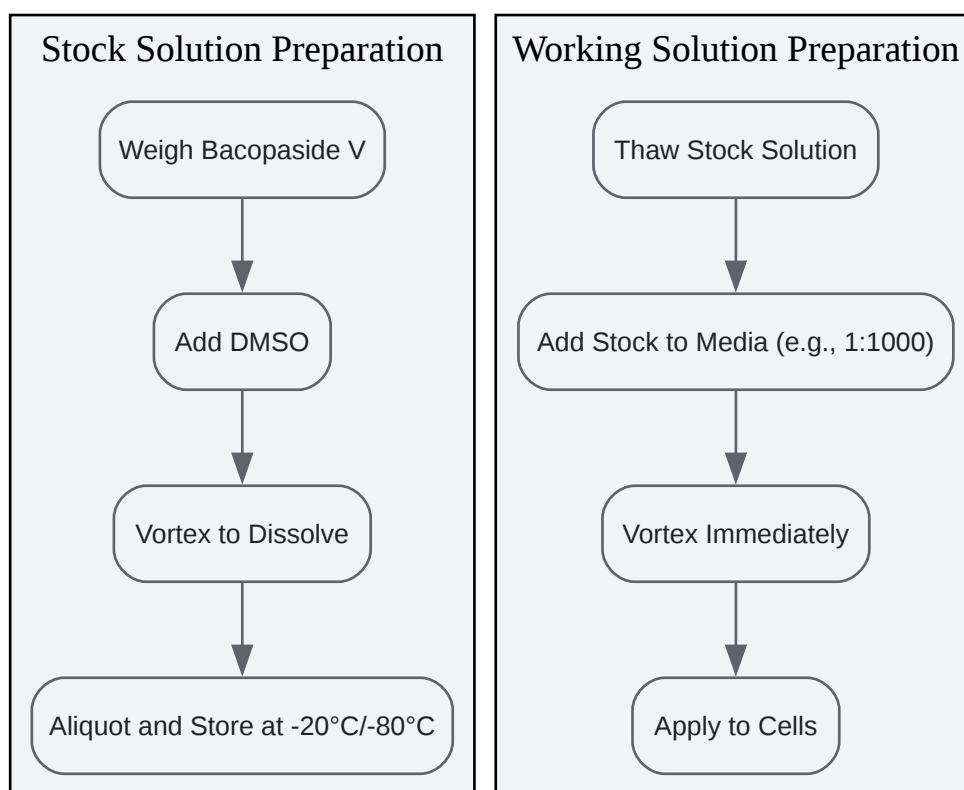 Stock Solution Preparation
Weigh Bacopaside V
Add DMSO
Vortex to Dissolve
Aliquot and Store at -20°C/-80°C
Working Solution Preparation
Thaw Stock Solution
Add Stock to Media (e.g., 1:1000)
Vortex Immediately
Apply to Cells